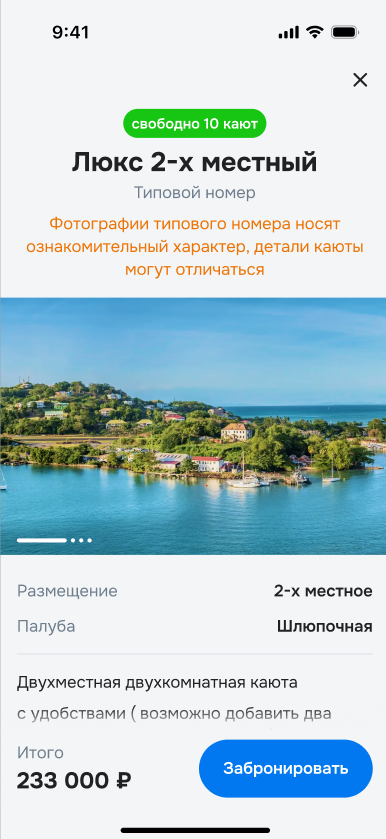 9:41
свободно 10 кают
Люкс 2-х местный
Типовой номер
Фотографии типового номера носят
ознакомительный характер, детали каюты
могут отличаться
Размещение 2-х местное
Палуба Шлюпочная
Двухместная двухкомнатная каюта
с удобствами ( возможно добавить два
Итого
233 000 ₽
Забронировать